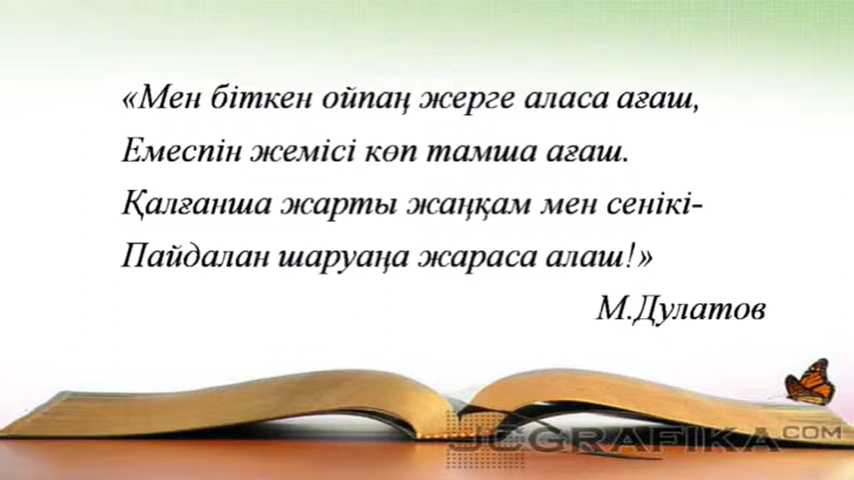 «Мен біткен ойпаң жерге аласа ағаш,
Емеспін жемісі көп тамша ағаш.
Қалғанша жарты жаңқам мен сенікі-
Пайдалан шаруаңа жараса алаш!»
М.Дулатов
JCGRAFIKA.COM